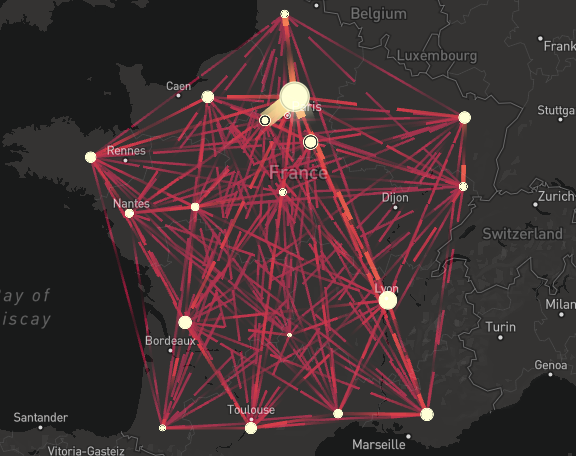 Belgium
Frank
Luxembourg
Caen
ris
Stuttga
Rennes
France
Nantes
Dijon
Zurich
Switzerland
ay of
iscay
Lyon
Milan
Turin
Bordeaux
Genoa
Toulouse
Santander
Marseille
Vitoria-Gasteiz